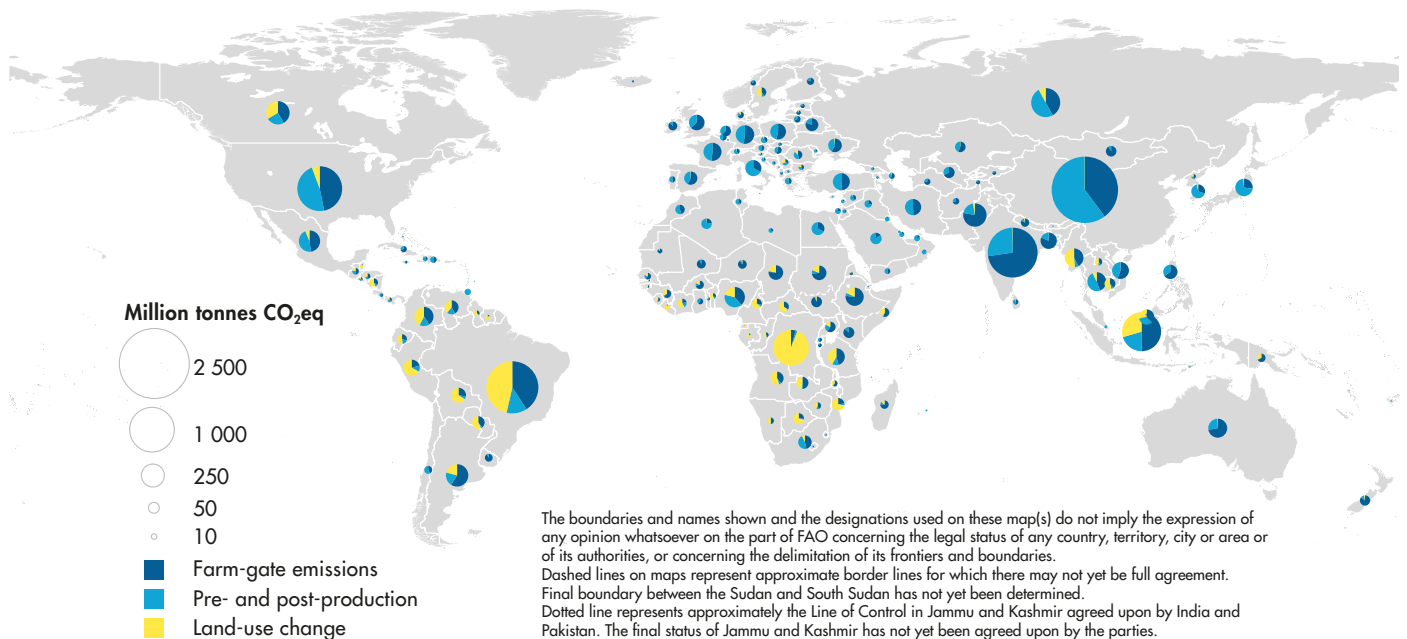 Million tonnes CO₂eq
2 500
1 000
250
50
10
Farm-gate emissions
Pre- and post-production
Land-use change
The boundaries and names shown and the designations used on these map(s) do not imply the expression of
any opinion whatsoever on the part of FAO concerning the legal status of any country, territory, city or area or
of its authorities, or concerning the delimitation of its frontiers and boundaries.
Dashed lines on maps represent approximate border lines for which there may not yet be full agreement.
Final boundary between the Sudan and South Sudan has not yet been determined.
Dotted line represents approximately the Line of Control in Jammu and Kashmir agreed upon by India and
Pakistan. The final status of Jammu and Kashmir has not yet been agreed upon by the parties.